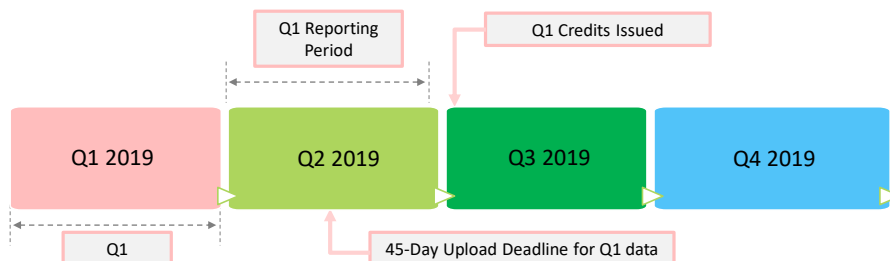 Q1 Reporting
Period
Q1 Credits Issued
Q1 2019
Q2 2019
Q3 2019
Q4 2019
Q1
45-Day Upload Deadline for Q1 data